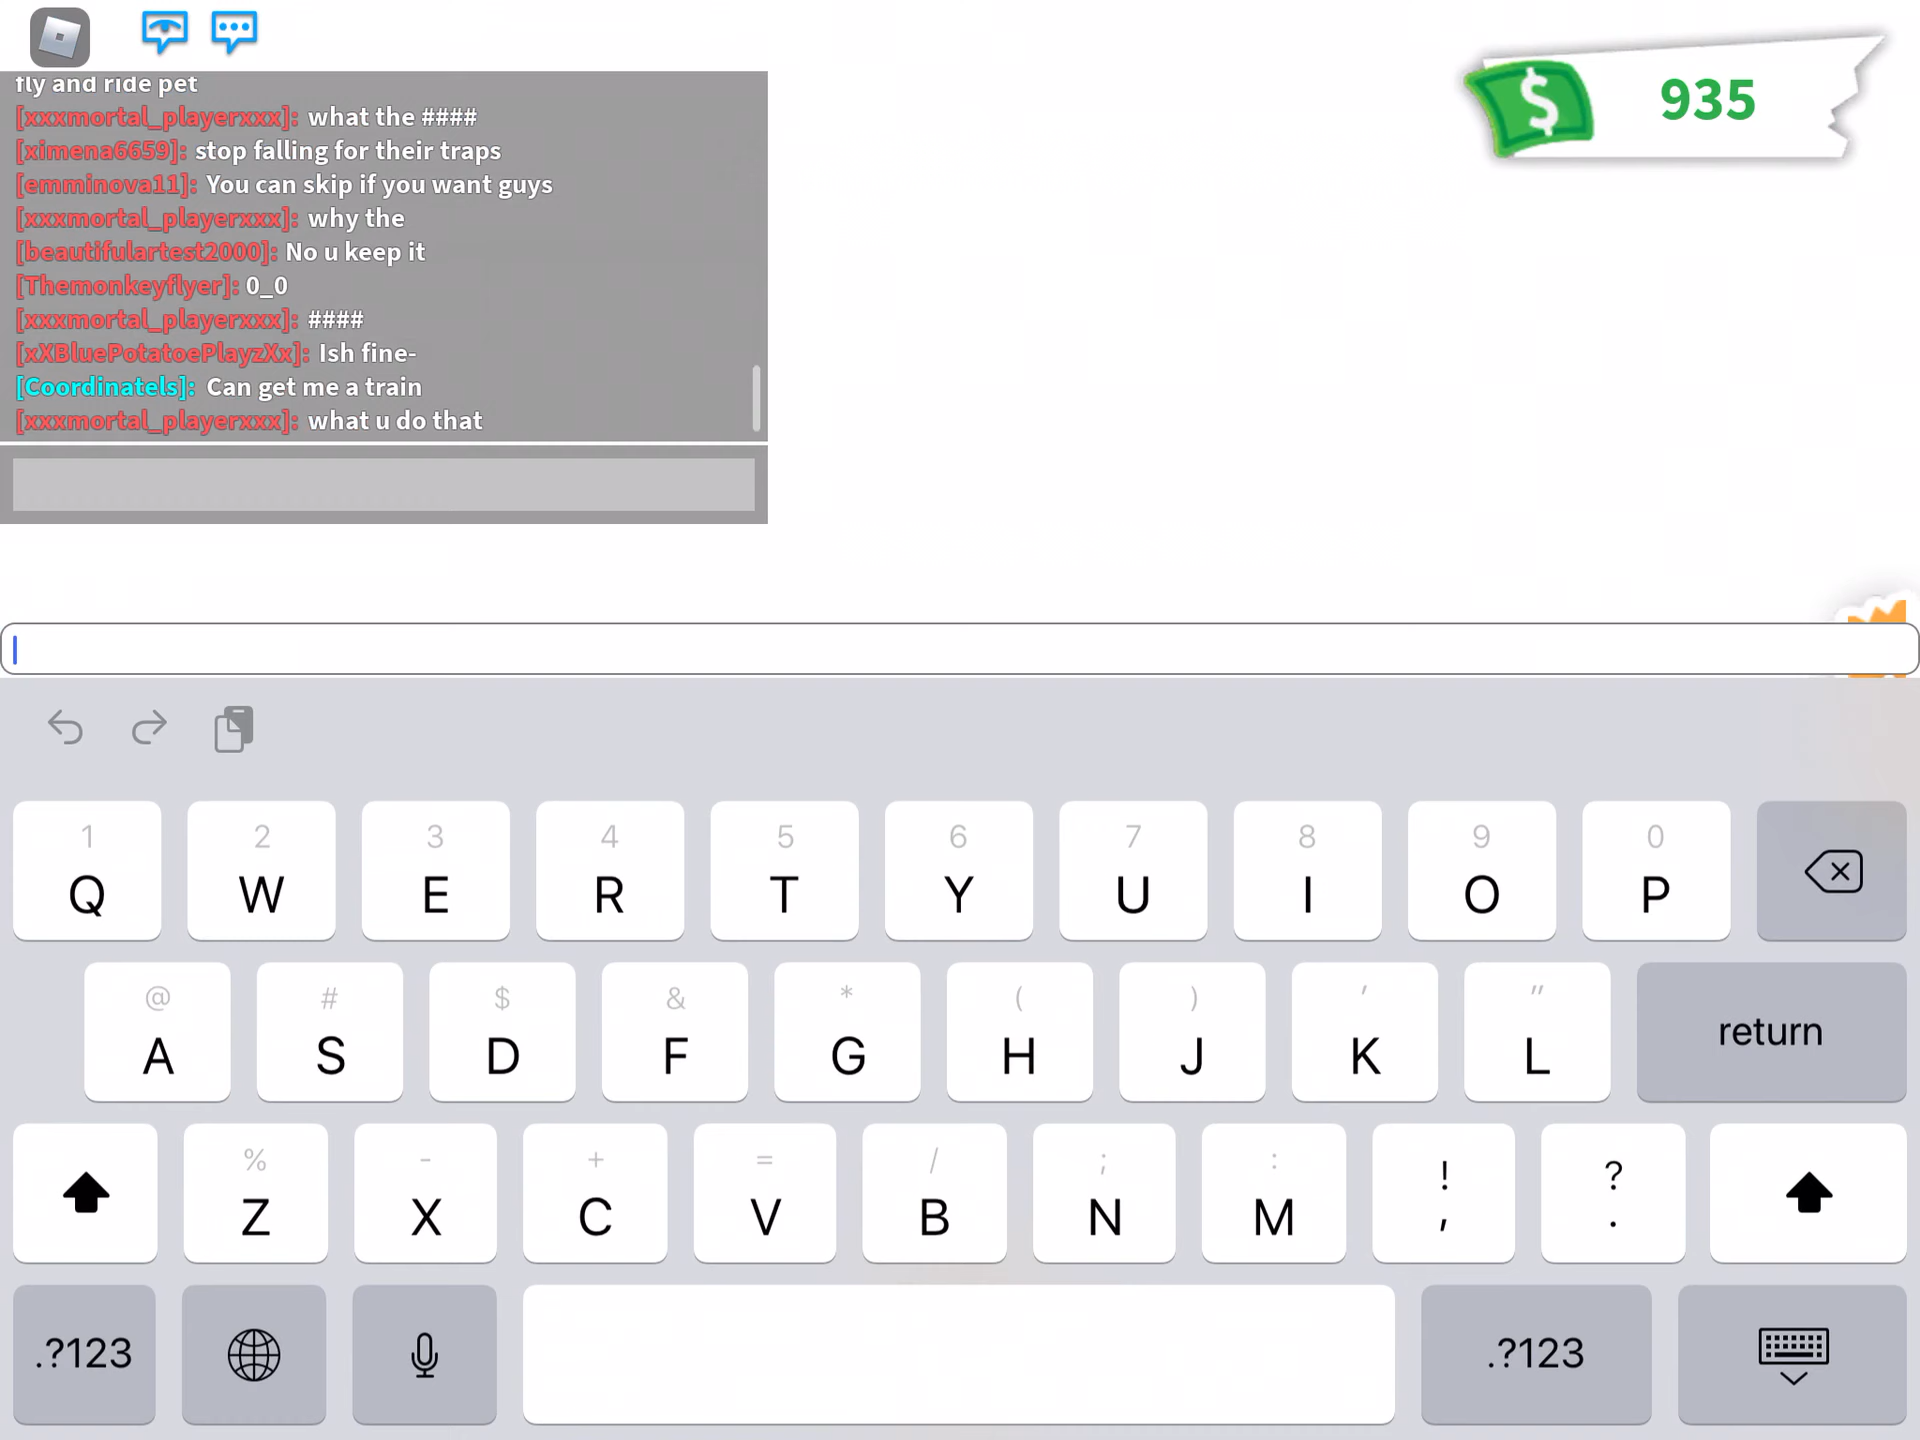 fly and ride pet
[xxxmortal_playerxxx]: what the ####
[ximena6659]: stop falling for their traps
[emminova11]: You can skip if you want guys
[xxxmortal_playerxxx]: why the
[beautifulartest2000]: No u keep it
[Themonkeyflyer]: 0_0
[xxxmortal_playerxxx]: ####
[xXBluePotatoePlayzXx]: Ish fine-
[Coordinatels]: Can get me a train
[xxxmortal_playerxxx]: what u do that
$ 935
1 2 3 4 5 6 7 8 9 0
Q W E R T Y U I O P
@ # $ & * ( ) ' "
A S D F G H J K L return
% - + = / ; : ! ?
Z X C V B N M , .
.?123 .?123